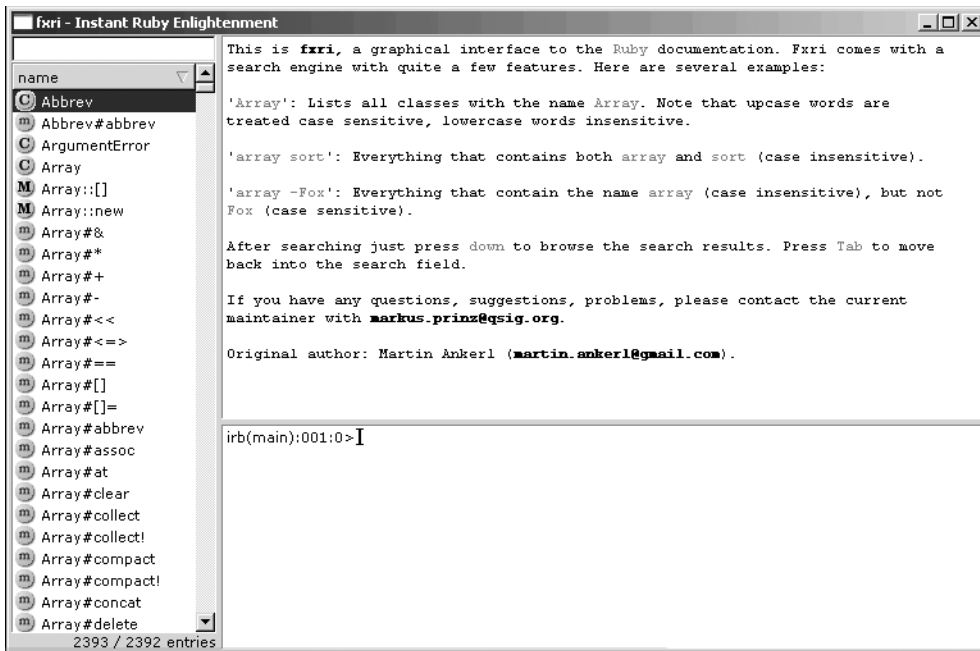 fxri - Instant Ruby Enlightenment
name
Abbrev
Abbrev#abbrev
ArgumentError
Array
Array::[]
Array::new
Array#&
Array#*
Array#+
Array#-
Array#<<
Array#<=>
Array#==
Array#[]
Array#[]=
Array#abbrev
Array#assoc
Array#at
Array#clear
Array#collect
Array#collect!
Array#compact
Array#compact!
Array#concat
Array#delete
2393 / 2392 entries
This is fxri, a graphical interface to the Ruby documentation. Fxri comes with a
search engine with quite a few features. Here are several examples:
'Array': Lists all classes with the name Array. Note that upcase words are
treated case sensitive, lowercase words insensitive.
'array sort': Everything that contains both array and sort (case insensitive).
'array -Fox': Everything that contain the name array (case insensitive), but not
Fox (case sensitive).
After searching just press down to browse the search results. Press Tab to move
back into the search field.
If you have any questions, suggestions, problems, please contact the current
maintainer with markus.prinz@qsig.org.
Original author: Martin Ankerl (martin.ankerl@gmail.com).
irb(main):001:0>